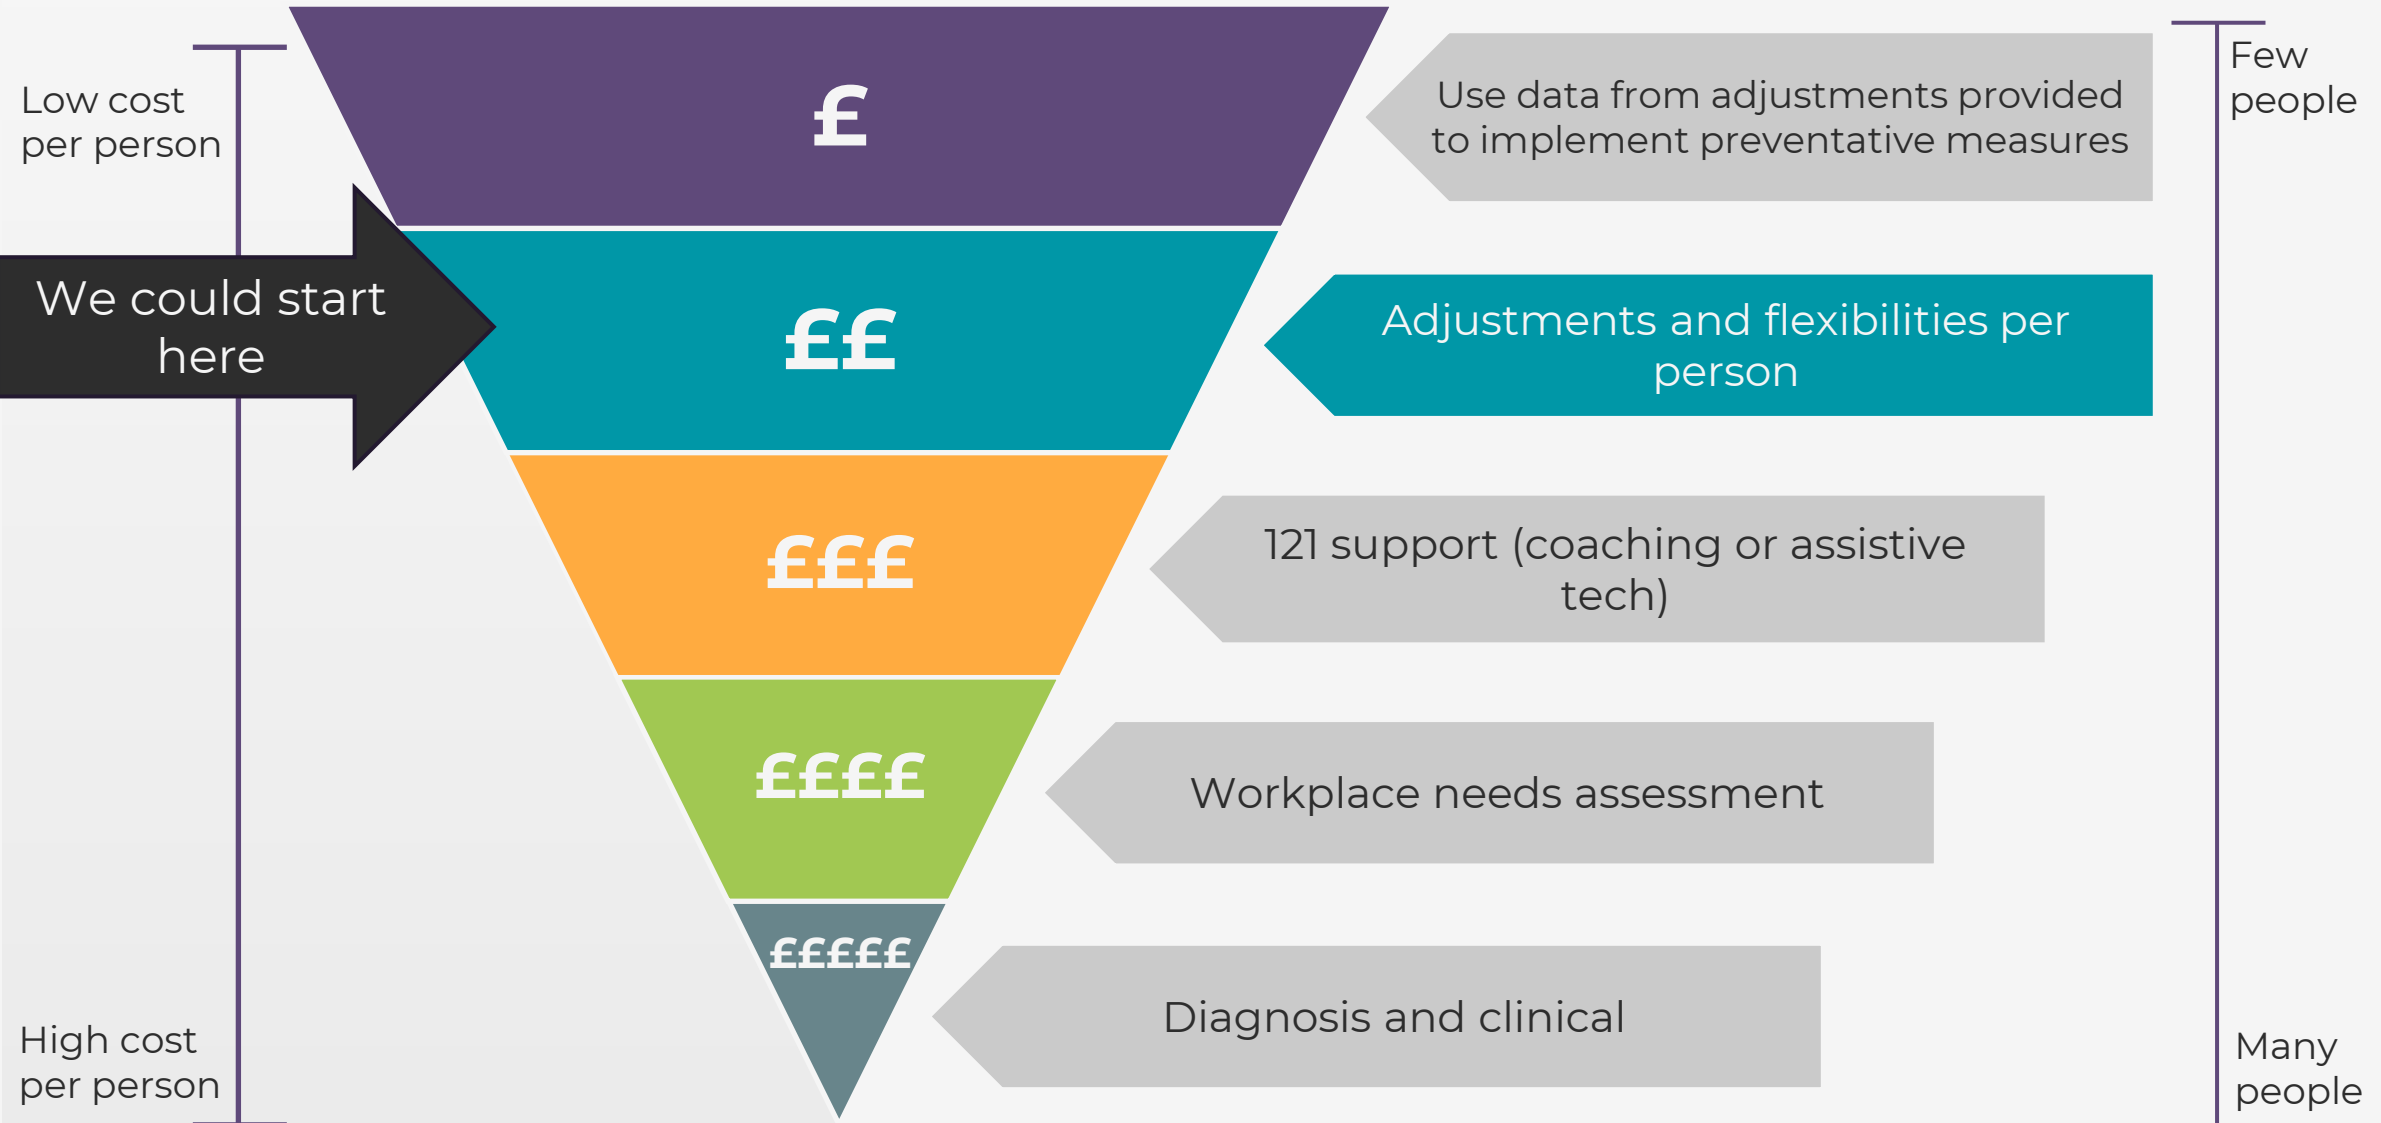 £
Low cost
per person
Use data from adjustments provided
to implement preventative measures
Few
people
We could start
here
££
Adjustments and flexibilities per
person
£££
121 support (coaching or assistive
tech)
££££
Workplace needs assessment
£££££
Diagnosis and clinical
High cost
per person
Many
people